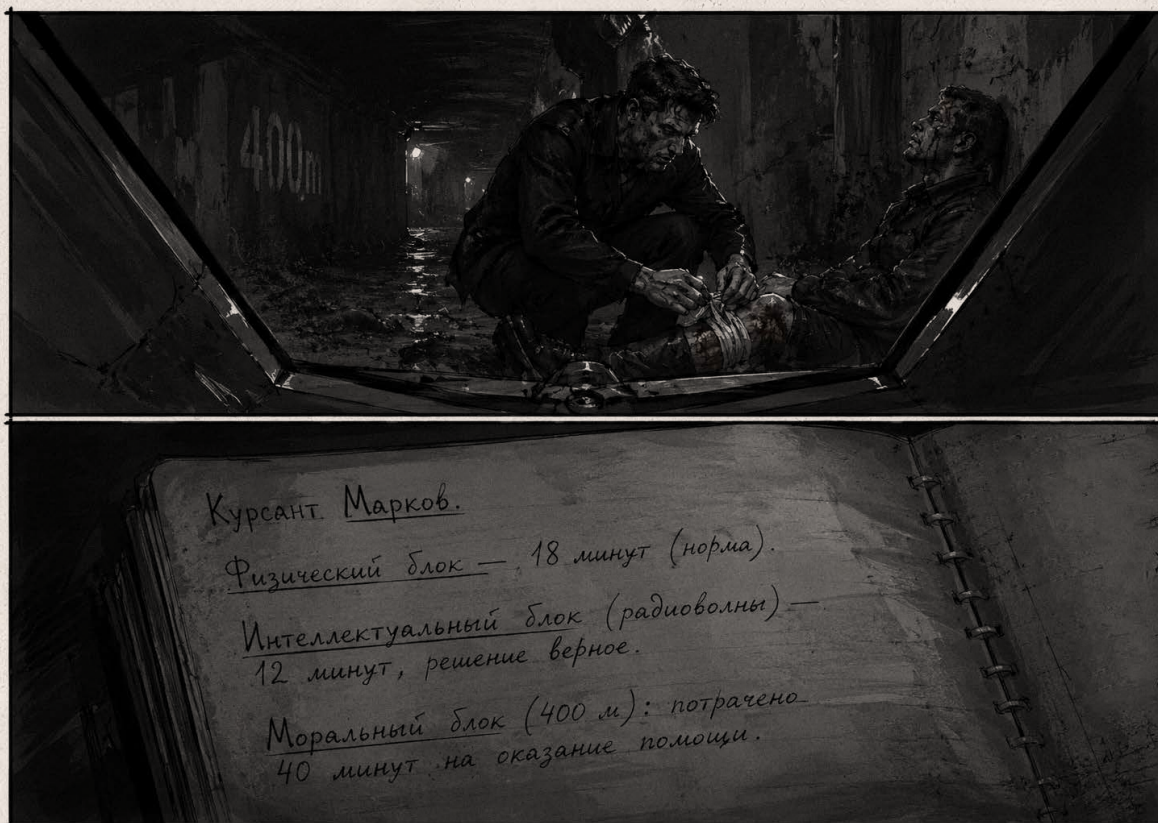 400m
Курсант Марков.
Физический блок — 18 минут (норма).
Интеллектуальный блок (радиоволны) —
12 минут, решение верное.
Моральный блок (400 м): потрачено
40 минут на оказание помощи.